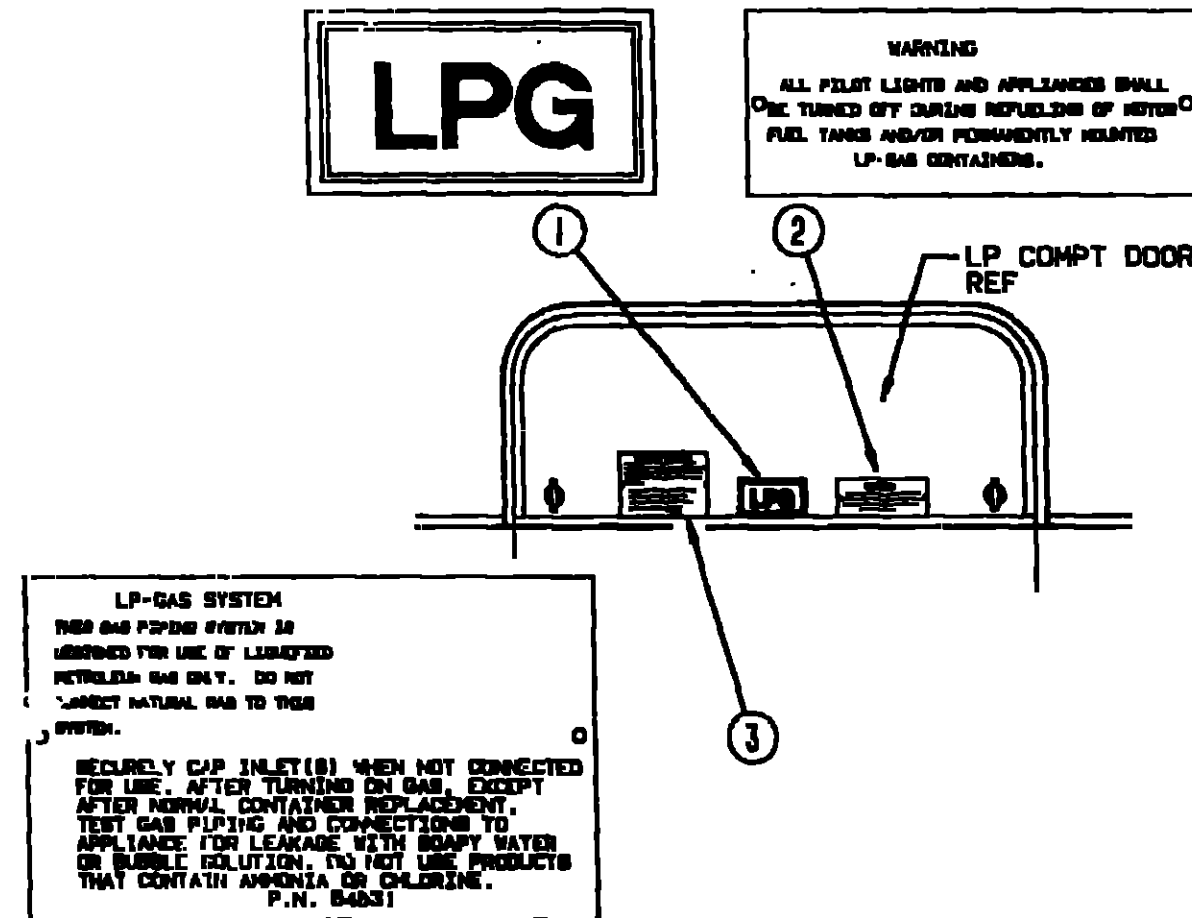 LPG
WARNING
ALL PILOT LIGHTS AND APPLIANCES SHALL
BE TURNED OFF DURING REFUELING OF MOTOR
FUEL TANKS AND/OR PERMANENTLY MOUNTED
LP-GAS CONTAINERS.
1
2
LP COMPT DOOR
REF
LPG
3
LP-GAS SYSTEM
THIS GAS PIPING SYSTEM IS
DESIGNED FOR USE OF LIQUEFIED
PETROLEUM GAS ONLY. DO NOT
CONNECT NATURAL GAS TO THIS
SYSTEM.
SECURELY CAP INLET(S) WHEN NOT CONNECTED
FOR USE. AFTER TURNING ON GAS, EXCEPT
AFTER NORMAL CONTAINER REPLACEMENT,
TEST GAS PIPING AND CONNECTIONS TO
APPLIANCE FOR LEAKAGE WITH SOAPY WATER
OR BUBBLE SOLUTION. DO NOT USE PRODUCTS
THAT CONTAIN AMMONIA OR CHLORINE.
P.N.